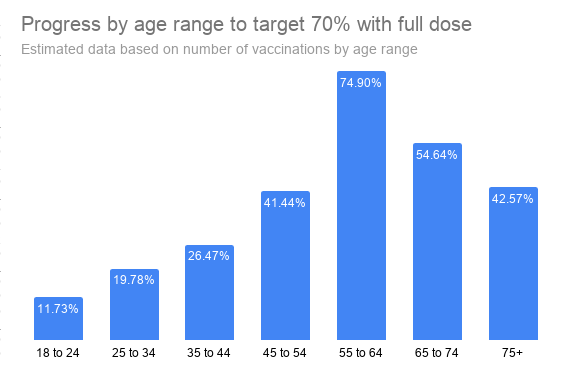 Progress by age range to target 70% with full dose
Estimated data based on number of vaccinations by age range
74.90%
54.64%
42.57%
41.44%
26.47%
19.78%
11.73%
18 to 24 25 to 34 35 to 44 45 to 54 55 to 64 65 to 74 75+